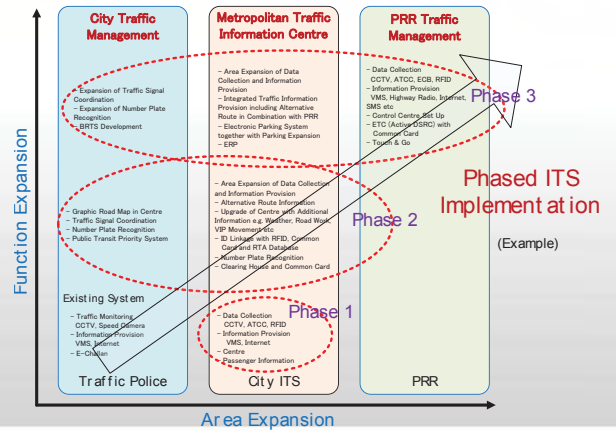 City Traffic
Management
Metropolitan Traffic
Information Centre
PRR Traffic
Management
- Expansion of Traffic Signal
Coordination
- Expansion of Number Plate
Recognition
- BRTS Development
- Area Expansion of Data
Collection and Information
Provision
- Integrated Traffic Information
Provision including Alternative
Route in Combination with PRR
- Electronic Parking System
together with Parking Expansion
- ERP
- Data Collection
CCTV, ATCC, ECB, RFID
- Information Provision
VMS, Highway Radio, Internet,
SMS etc
- Control Centre Set Up
- ETC (Active DSRC) with
Common Card
- Touch & Go
Phase 3
Phased ITS
Implementation
(Example)
- Graphic Road Map in Centre
- Traffic Signal Coordination
- Number Plate Recognition
- Public Transit Priority System
- Area Expansion of Data Collection
and Information Provision
- Alternative Route Information
- Upgrade of Centre with Additional
Information e.g. Weather, Road Work,
VIP Movement etc
- ID Linkage with RFID, Common
Card and RTA Database
- Number Plate Recognition
- Clearing House and Common Card
Phase 2
Existing System
- Traffic Monitoring
CCTV, Speed Camera
- Information Provision
VMS, Internet
- E-Challan
- Data Collection
CCTV, ATCC, RFID
- Information Provision
VMS, Internet
- Centre
- Passenger Information
Phase 1
Traffic Police
City ITS
PRR
Function Expansion
Area Expansion